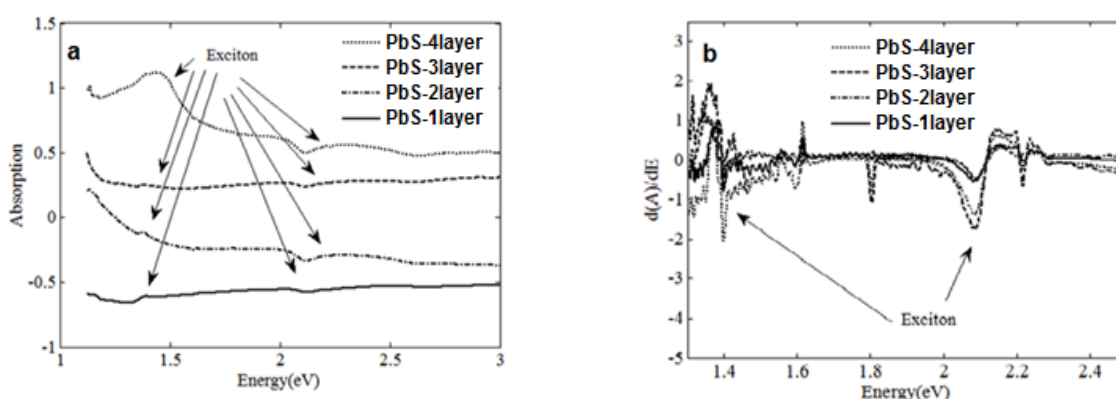 a
Exciton
PbS-4layer
PbS-3layer
PbS-2layer
PbS-1layer
1.5
1
0.5
0
-0.5
-1
Absorption
1
1.5
2
2.5
3
Energy(eV)
b
PbS-4layer
PbS-3layer
PbS-2layer
PbS-1layer
3
2
1
0
-1
-2
-3
-4
-5
d(A)/dE
Exciton
1.4
1.6
1.8
2
2.2
2.4
Energy(eV)